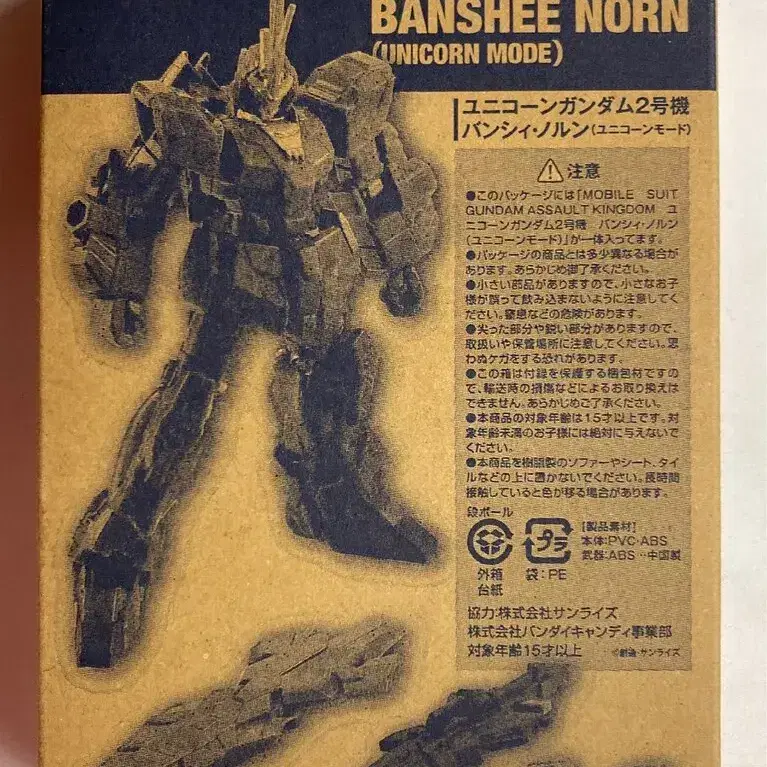 BANSHEE NORN
(UNICORN MODE)
ユニコーンガンダム2号機
バンシィ・ノルン(ユニコーンモード)
注意
●このパッケージには「MOBILE SUIT
GUNDAM ASSAULT KINGDOM ユ
ニコーンガンダム2号機 バンシィ・ノルン
(ユニコーンモード)」が一体入ってます。
●パッケージの商品とは多少異なる場合が
あります。あらかじめ御了承ください。
●小さい部品がありますので、小さなお子
様が誤って飲み込まないように注意してく
ださい。窒息などの危険があります。
●尖った部分や鋭い部分がありますので、
取扱いや保管場所に注意してください。思
わぬケガをする恐れがあります。
●この箱は付録を保護する梱包材ですの
で、輸送時の損傷などによるお取り換えは
できません。あらかじめご了承ください。
●本商品の対象年齢は15才以上です。対
象年齢未満のお子様には絶対に与えないで
ください。
●本商品を樹脂製のソファーやシート、タイ
ルなどの上に置かないでください。長時間
接触していると色が移る場合があります。
段ボール
プラ
[製品素材]
本体:PVC・ABS
武器:ABS…中国製
外箱 袋:PE
台紙
協力:株式会社サンライズ
株式会社バンダイキャンディ事業部
対象年齢15才以上 ©創通・サンライズ